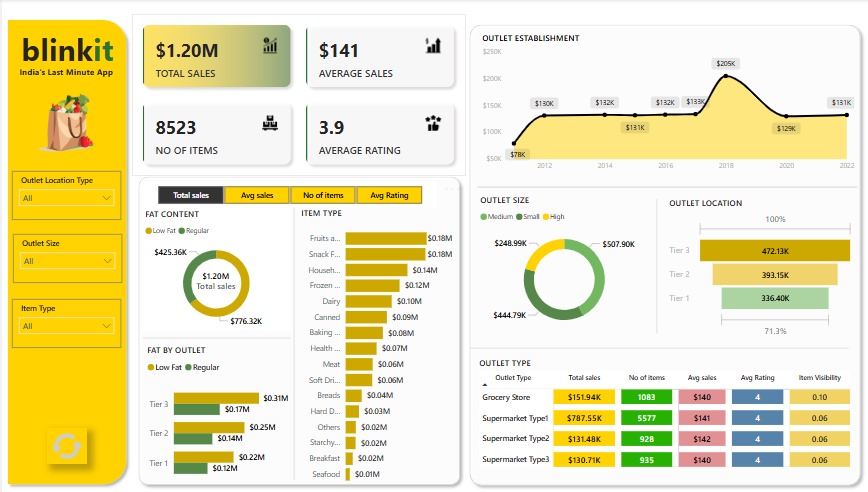 blinkit
India's Last Minute App
Outlet Location Type
All
Outlet Size
All
Item Type
All
$1.20M
TOTAL SALES
$141
AVERAGE SALES
8523
NO OF ITEMS
3.9
AVERAGE RATING
Total sales Avg sales No of items Avg Rating
FAT CONTENT
Low Fat Regular
$425.36K
$1.20M
Total sales
$776.32K
FAT BY OUTLET
Low Fat Regular
Tier 3 $0.31M
$0.17M
Tier 2 $0.25M
$0.14M
Tier 1 $0.22M
$0.12M
ITEM TYPE
Fruits a... $0.18M
Snack F... $0.18M
Househ... $0.14M
Frozen ... $0.12M
Dairy $0.10M
Canned $0.09M
Baking ... $0.08M
Health ... $0.07M
Meat $0.06M
Soft Dri... $0.06M
Breads $0.04M
Hard D... $0.03M
Others $0.02M
Starchy... $0.02M
Breakfast $0.02M
Seafood $0.01M
OUTLET ESTABLISHMENT
$250K
$200K
$150K
$100K
$50K
$78K $130K $132K $131K $132K $133K $205K $129K $131K
2012 2014 2016 2018 2020 2022
OUTLET SIZE
Medium Small High
$248.99K
$507.90K
$444.79K
OUTLET LOCATION
100%
Tier 3 472.13K
Tier 2 393.15K
Tier 1 336.40K
71.3%
OUTLET TYPE
Outlet Type Total sales No of items Avg sales Avg Rating Item Visibility
Grocery Store $151.94K 1083 $140 4 0.10
Supermarket Type1 $787.55K 5577 $141 4 0.06
Supermarket Type2 $131.48K 928 $142 4 0.06
Supermarket Type3 $130.71K 935 $140 4 0.06